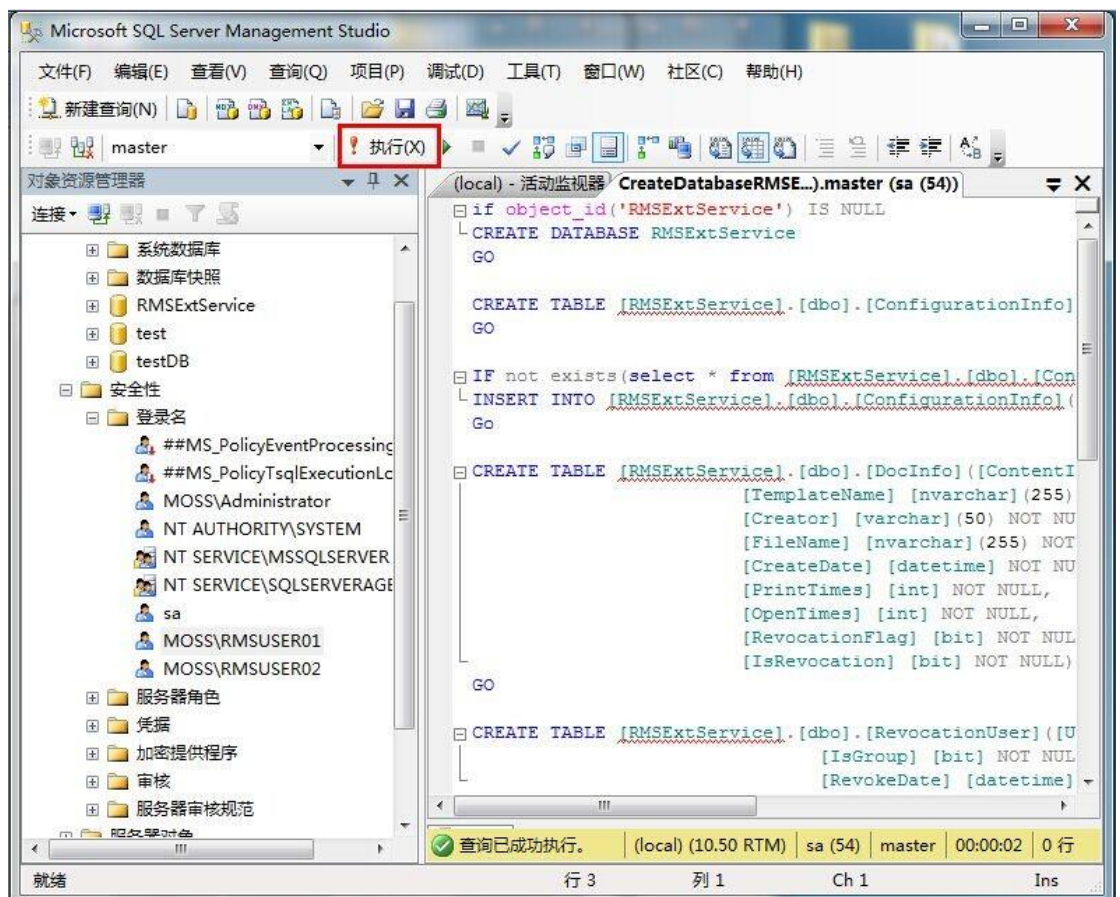 Microsoft SQL Server Management Studio
文件(F) 编辑(E) 查看(V) 查询(Q) 项目(P) 调试(D) 工具(T) 窗口(W) 社区(C) 帮助(H)
新建查询(N)
master 执行(X)
对象资源管理器
连接
系统数据库
数据库快照
RMSExtService
test
testDB
安全性
登录名
##MS_PolicyEventProcessing
##MS_PolicyTsqlExecutionLo
MOSS\Administrator
NT AUTHORITY\SYSTEM
NT SERVICE\MSSQLSERVER
NT SERVICE\SQLSERVERAGE
sa
MOSS\RMSUSER01
MOSS\RMSUSER02
服务器角色
凭据
加密提供程序
审核
服务器审核规范
服务器对象
(local) - 活动监视器 CreateDatabaseRMSE...).master (sa (54))
if object_id('RMSExtService') IS NULL
CREATE DATABASE RMSExtService
GO
CREATE TABLE [RMSExtService].[dbo].[ConfigurationInfo]
GO
IF not exists(select * from [RMSExtService].[dbo].[Con
INSERT INTO [RMSExtService].[dbo].[ConfigurationInfo](
Go
CREATE TABLE [RMSExtService].[dbo].[DocInfo]([ContentI
[TemplateName] [nvarchar](255)
[Creator] [varchar](50) NOT NU
[FileName] [nvarchar](255) NOT
[CreateDate] [datetime] NOT NU
[PrintTimes] [int] NOT NULL,
[OpenTimes] [int] NOT NULL,
[RevocationFlag] [bit] NOT NUL
[IsRevocation] [bit] NOT NULL)
GO
CREATE TABLE [RMSExtService].[dbo].[RevocationUser]([U
[IsGroup] [bit] NOT NUL
[RevokeDate] [datetime]
查询已成功执行。 (local) (10.50 RTM) sa (54) master 00:00:02 0 行
就绪 行 3 列 1 Ch 1 Ins